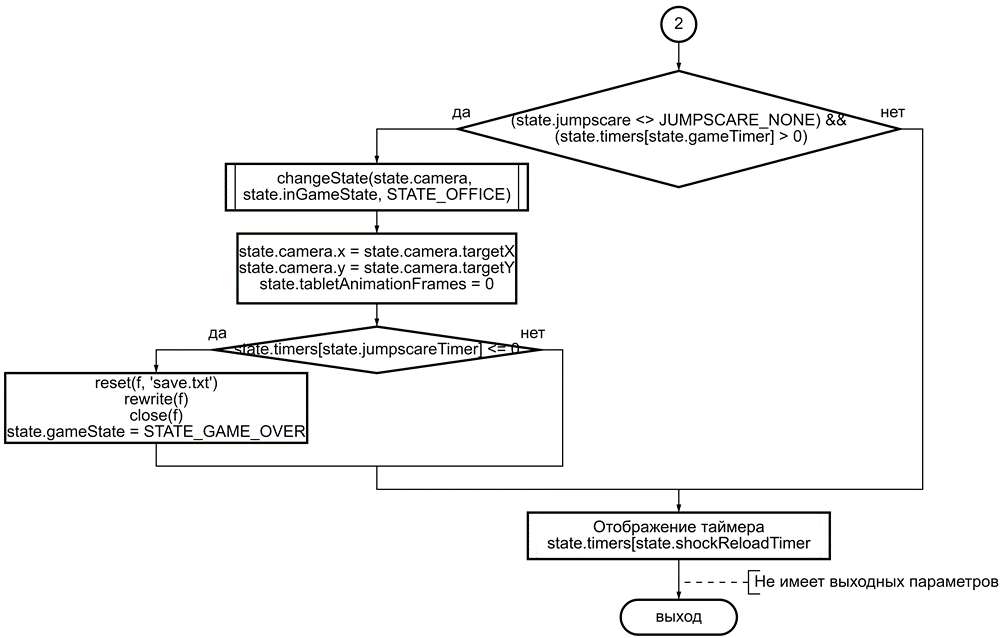 2
да
нет
(state.jumpscare <> JUMPSCARE_NONE) &&
(state.timers[state.gameTimer] > 0)
changeState(state.camera,
state.inGameState, STATE_OFFICE)
state.camera.x = state.camera.targetX
state.camera.y = state.camera.targetY
state.tabletAnimationFrames = 0
да
нет
state.timers[state.jumpscareTimer] <= 0
reset(f, 'save.txt')
rewrite(f)
close(f)
state.gameState = STATE_GAME_OVER
Отображение таймера
state.timers[state.shockReloadTimer
Не имеет выходных параметров
выход